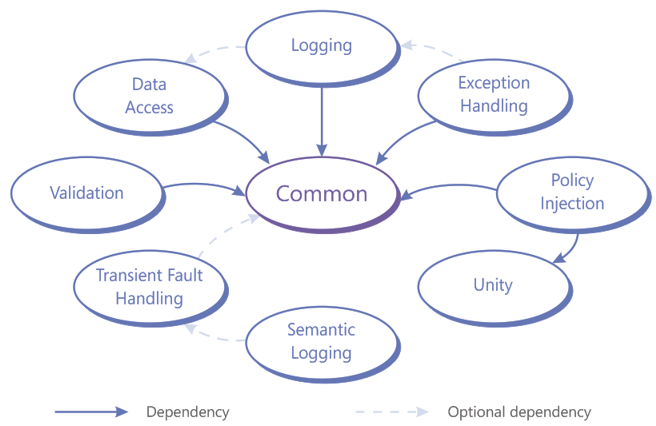 Logging
Data
Access
Exception
Handling
Validation
Common
Policy
Injection
Transient Fault
Handling
Unity
Semantic
Logging
Dependency
Optional dependency